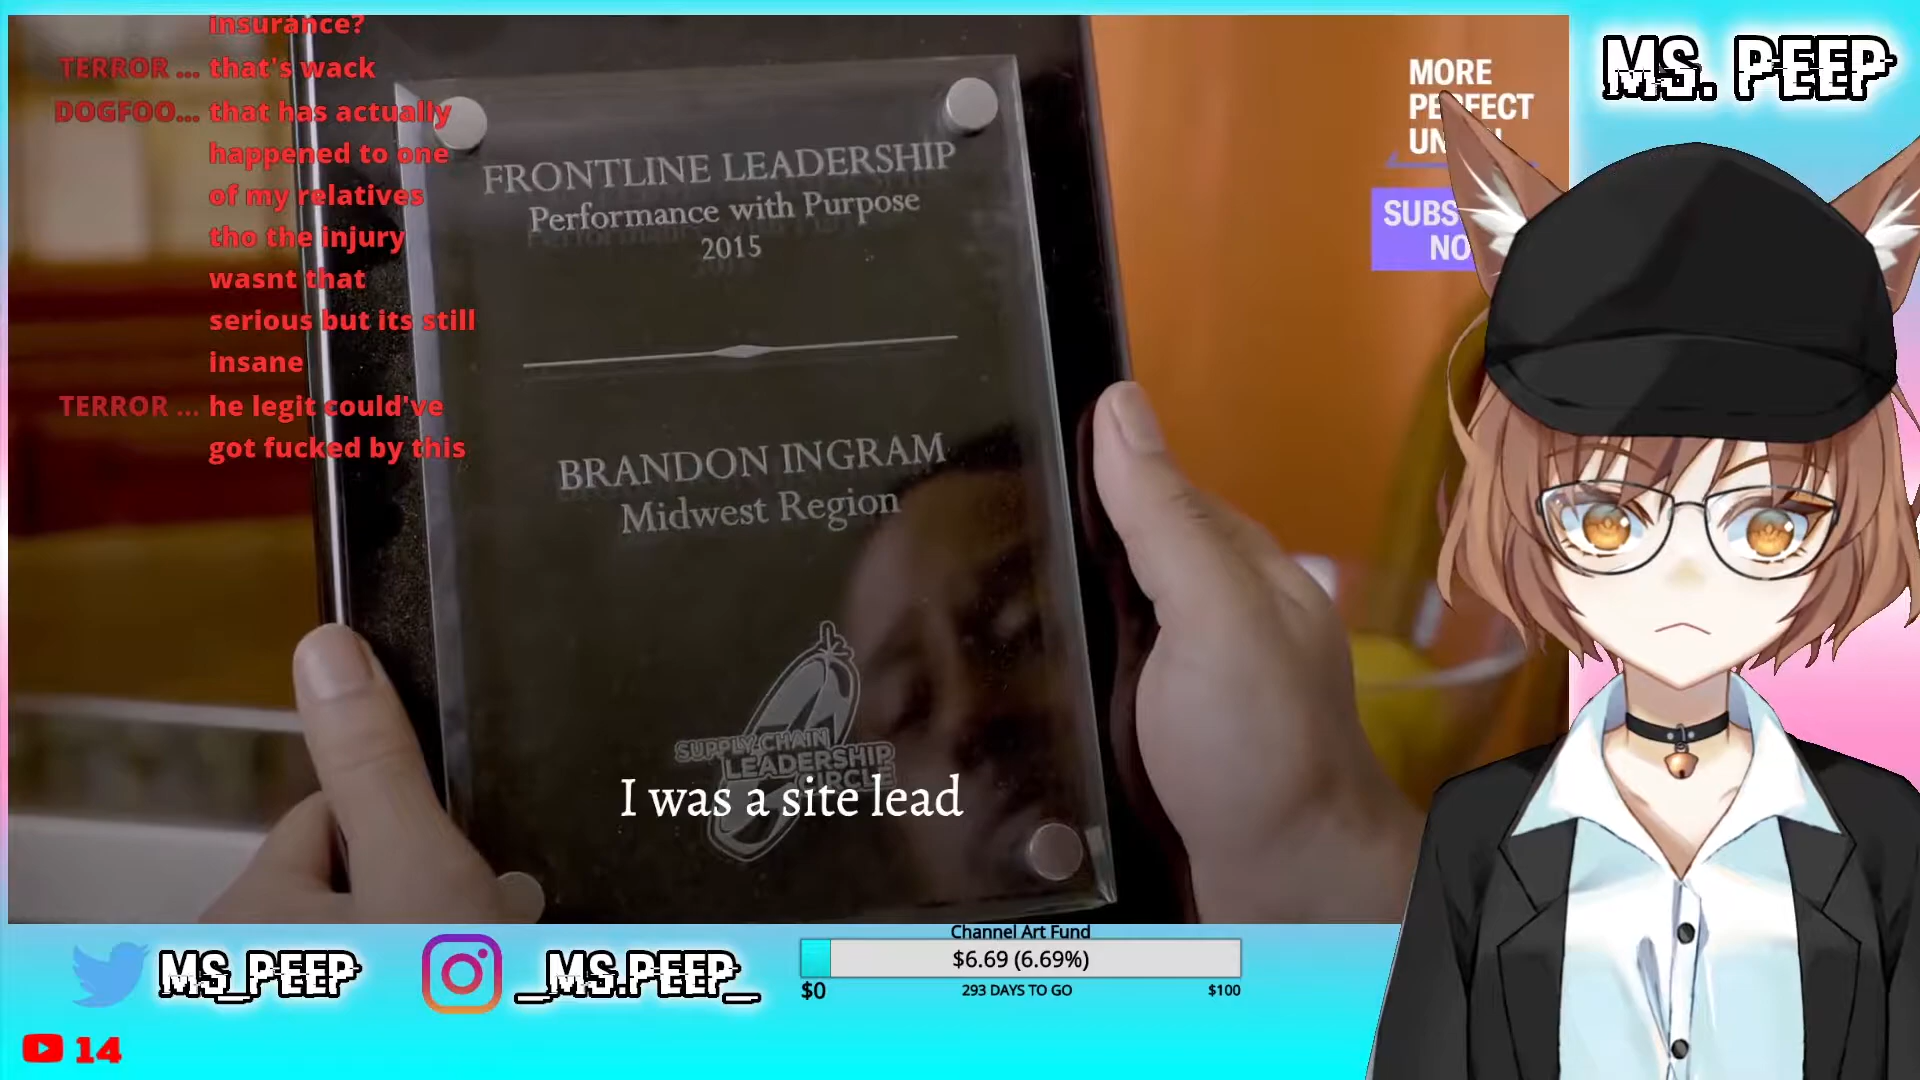 insurance?
TERROR ... that's wack
DOGFOO... that has actually
happened to one
of my relatives
tho the injury
wasnt that
serious but its still
insane
TERROR ... he legit could've
got fucked by this
FRONTLINE LEADERSHIP
Performance with Purpose
2015
BRANDON INGRAM
Midwest Region
SUPPLY CHAIN
LEADERSHIP
CIRCLE
I was a site lead
MORE
PERFECT
UN
SUBS
NO
MS. PEEP
MS_PEEP
_MS.PEEP_
Channel Art Fund
$6.69 (6.69%)
$0
293 DAYS TO GO
$100
14